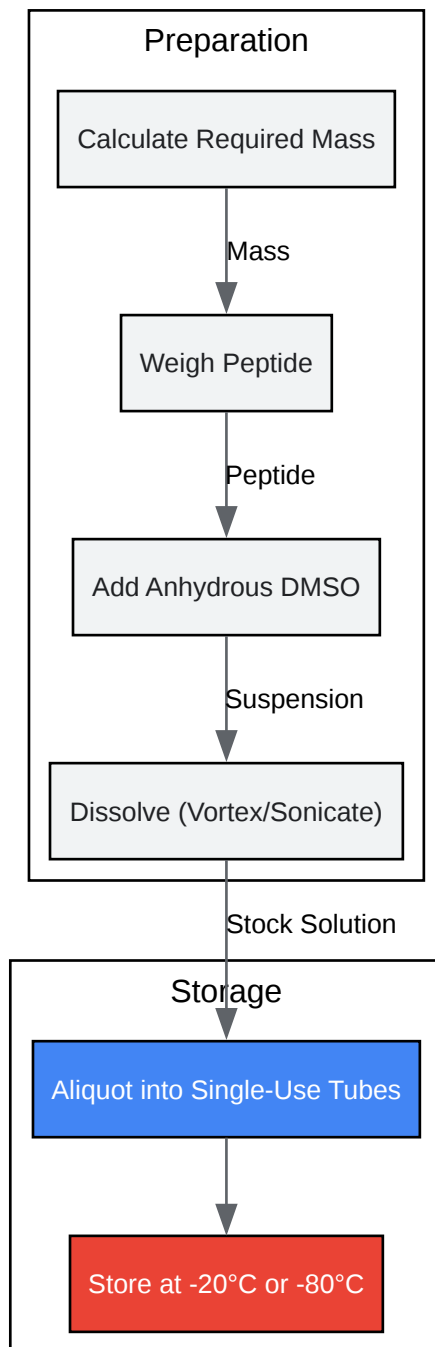 Preparation
Calculate Required Mass
Mass
Weigh Peptide
Peptide
Add Anhydrous DMSO
Suspension
Dissolve (Vortex/Sonicate)
Stock Solution
Storage
Aliquot into Single-Use Tubes
Store at -20°C or -80°C